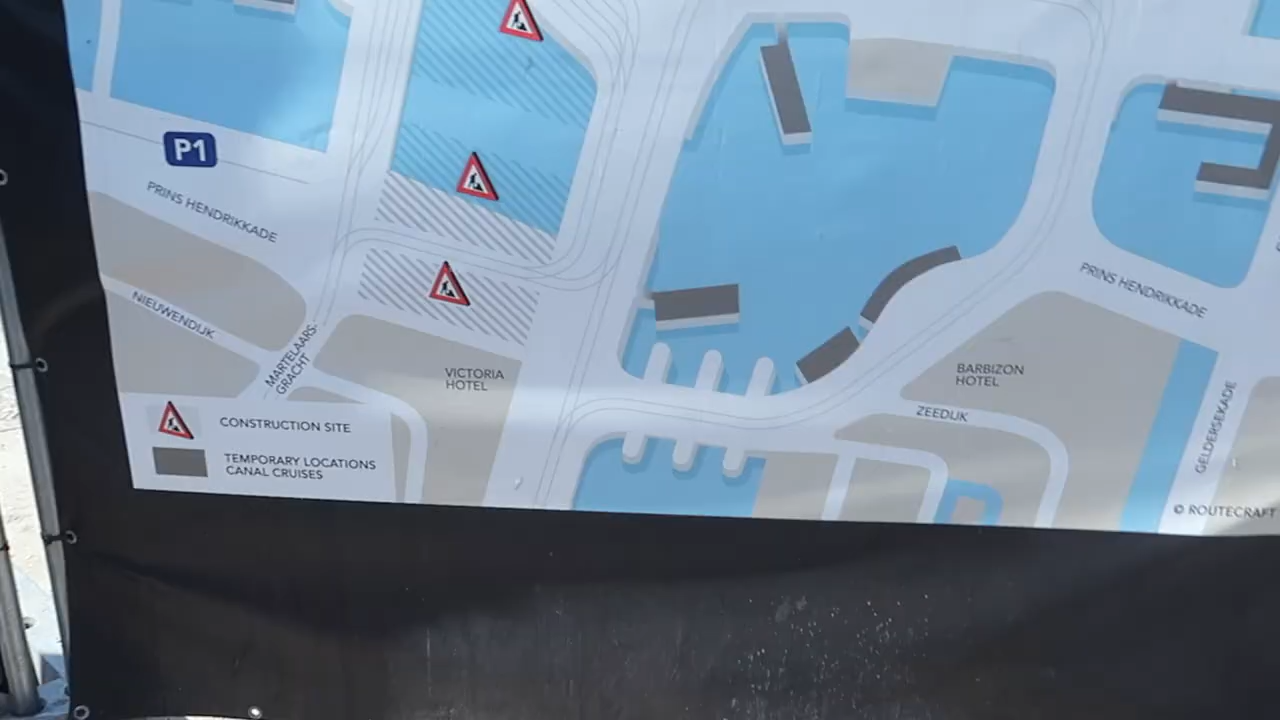 P1
PRINS HENDRIKKADE
NIEUWENDIJK
MARTELAARS-
GRACHT
VICTORIA
HOTEL
PRINS HENDRIKKADE
BARBIZON
HOTEL
ZEEDIJK
GELDERSEKADE
CONSTRUCTION SITE
TEMPORARY LOCATIONS
CANAL CRUISES
© ROUTECRAFT